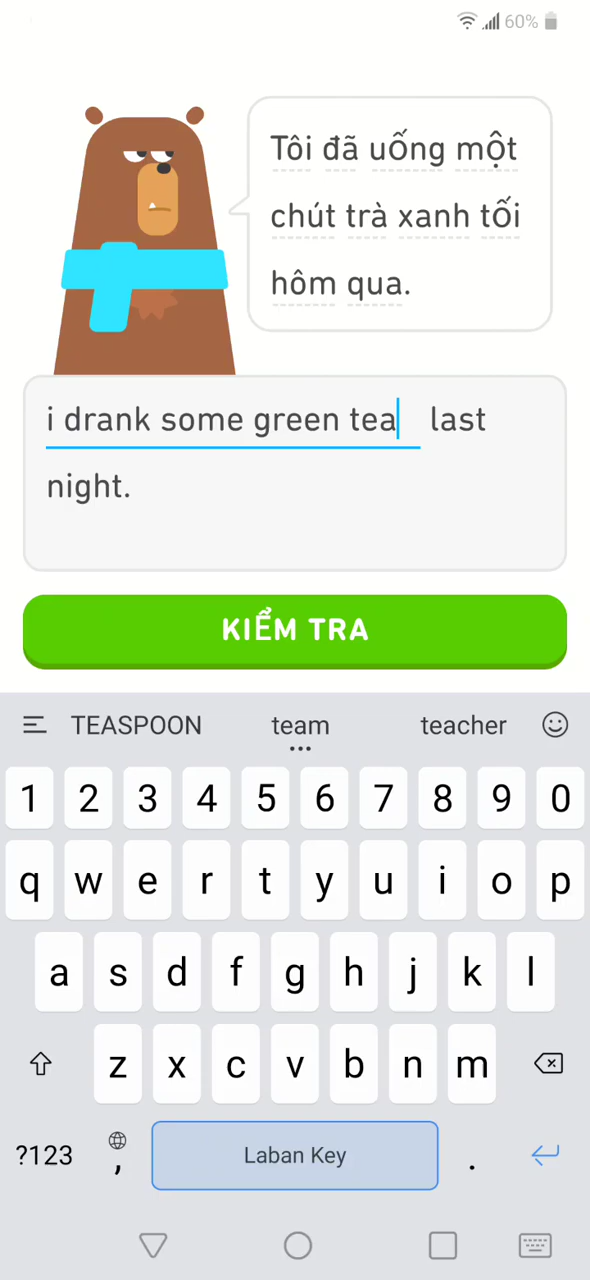 60%
Tôi đã uống một
chút trà xanh tối
hôm qua.
i drank some green tea last
night.
KIỂM TRA
TEASPOON team teacher
1 2 3 4 5 6 7 8 9 0
q w e r t y u i o p
a s d f g h j k l
z x c v b n m
?123 , Laban Key .